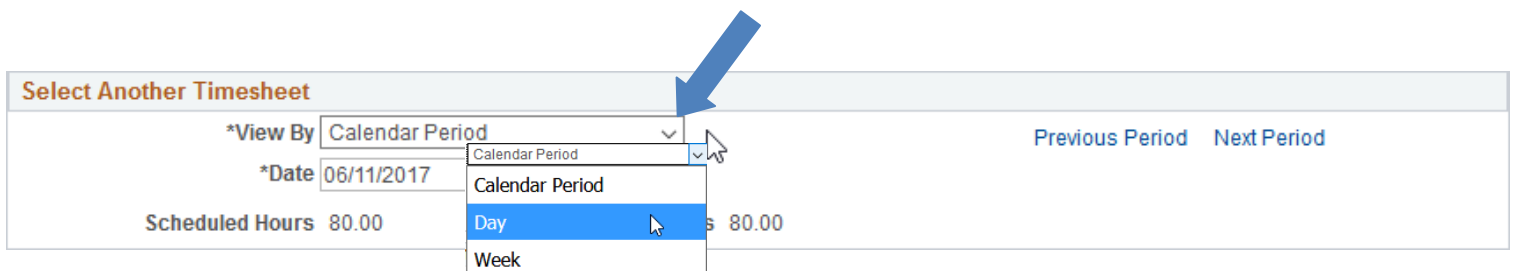 Select Another Timesheet
*View By Calendar Period
Previous Period Next Period
Calendar Period
*Date 06/11/2017
Calendar Period
Scheduled Hours 80.00
Day
80.00
Week